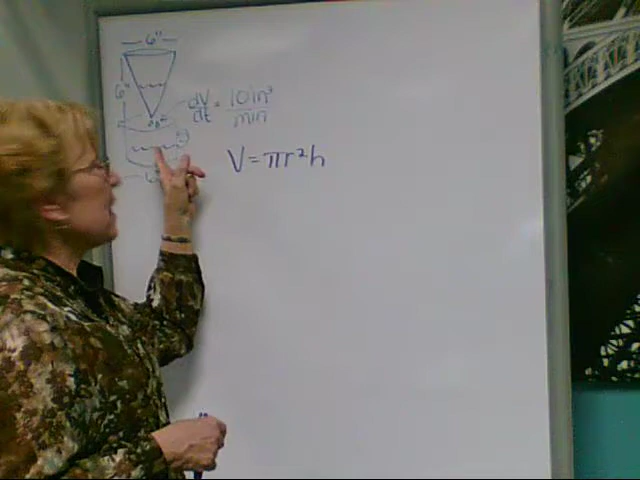 6"
6"
dV/dt = 10in³/min
V = πr²h